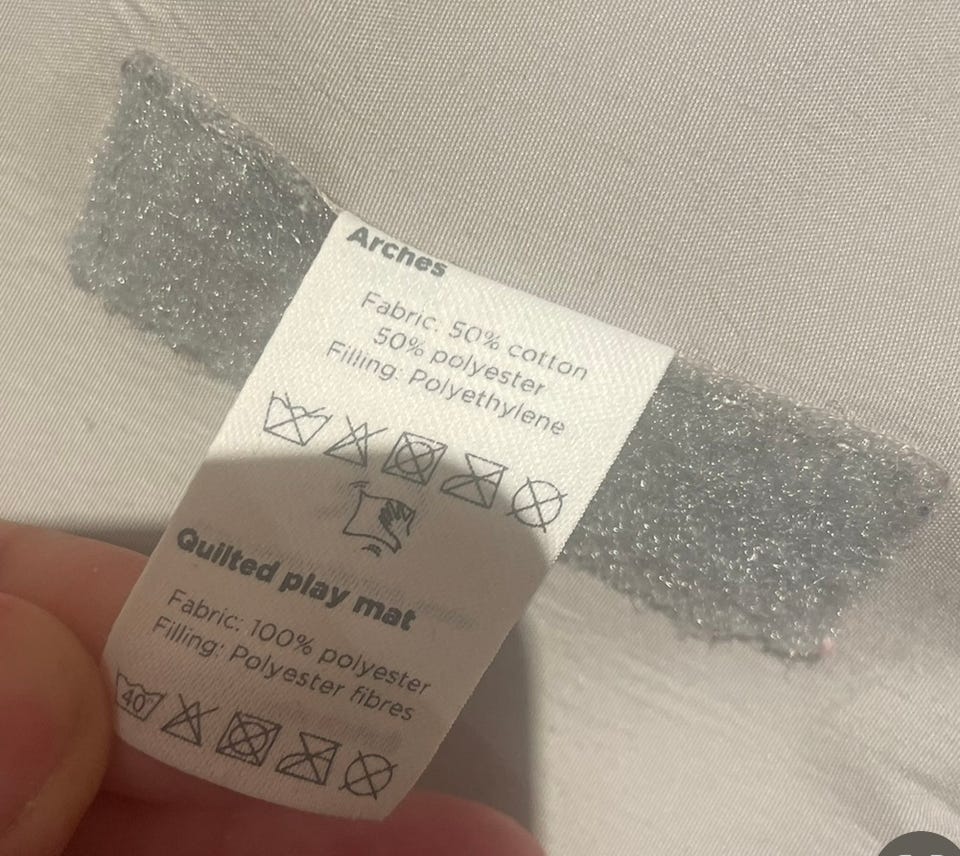 Arches
Fabric: 50% cotton
50% polyester
Filling: Polyethylene
Quilted play mat
Fabric: 100% polyester
Filling: Polyester fibres
40°